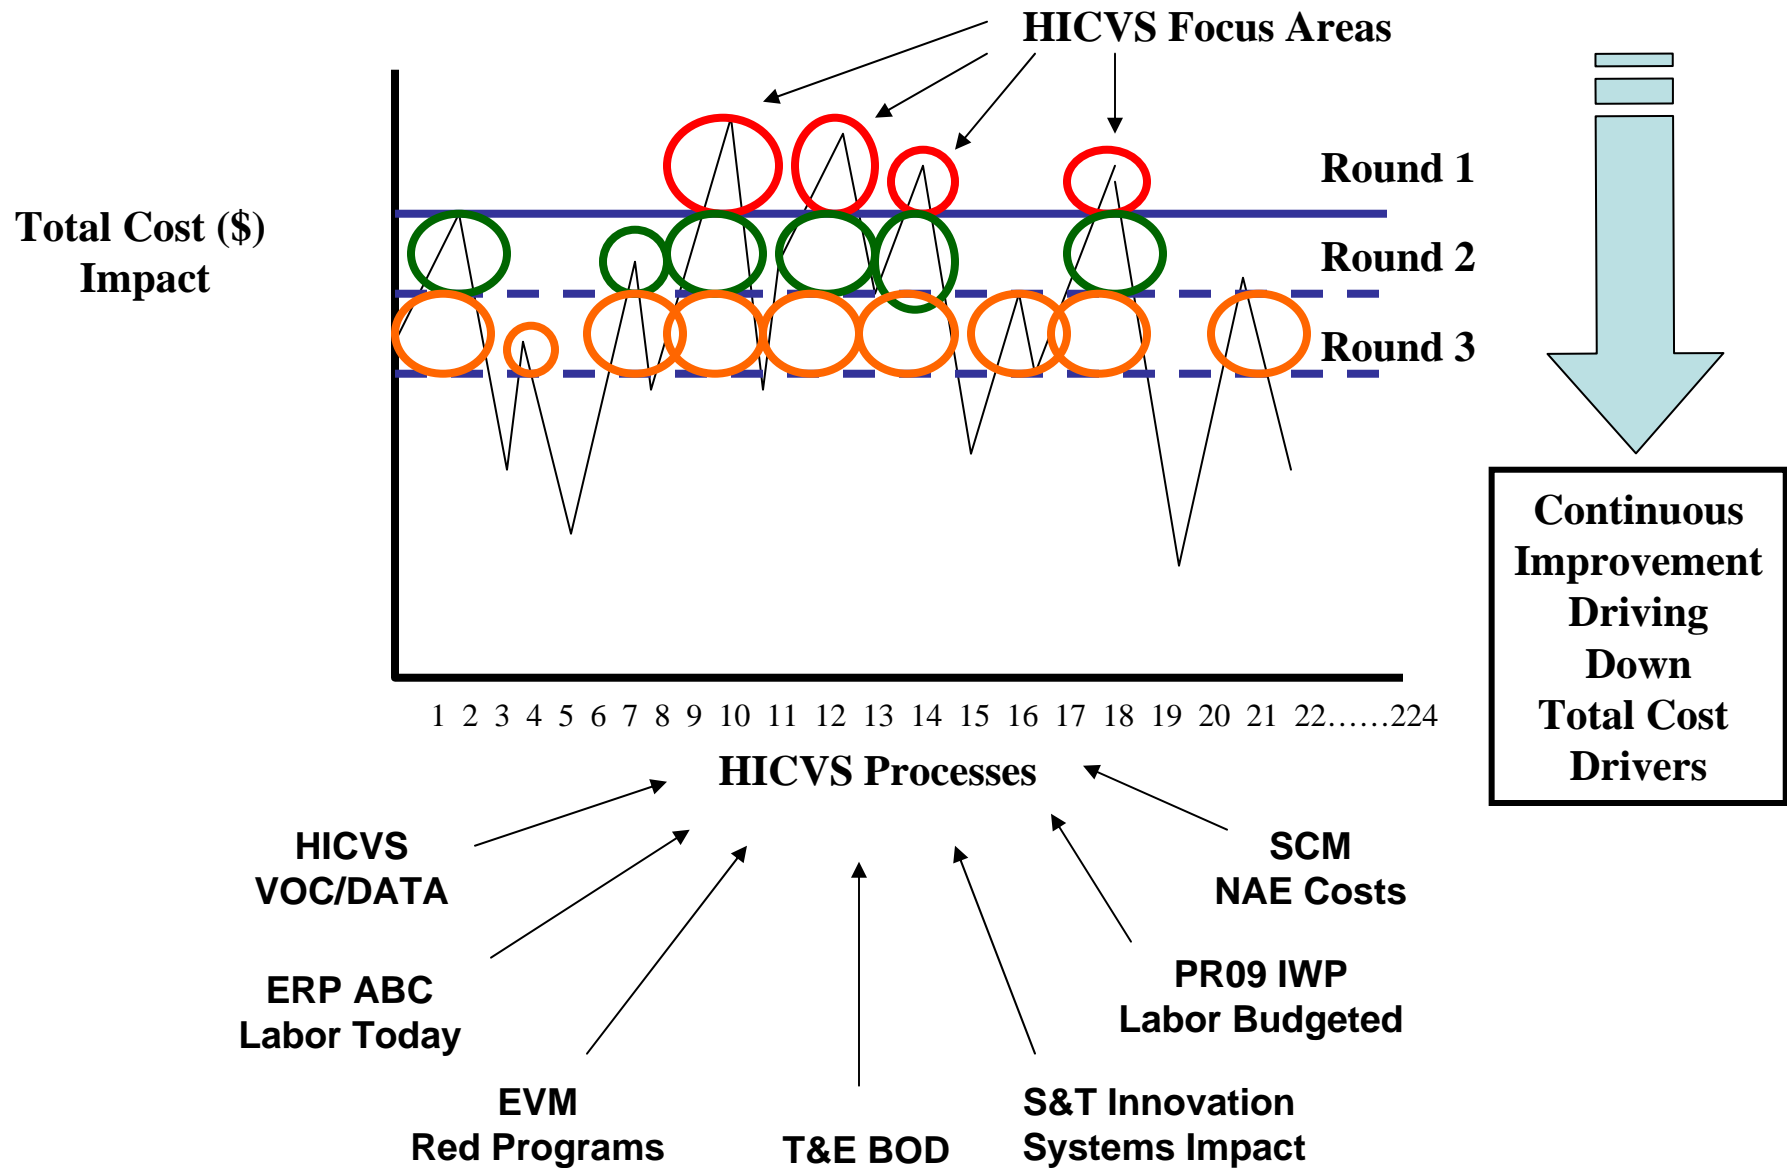 HICVS Focus Areas
Round 1
Total Cost ($)
Impact
Round 2
Round 3
Continuous
Improvement
Driving
Down
Total Cost
Drivers
1 2 3 4 5 6 7 8 9 10 11 12 13 14 15 16 17 18 19 20 21 22……224
HICVS Processes
HICVS
VOC/DATA
SCM
NAE Costs
ERP ABC
Labor Today
PR09 IWP
Labor Budgeted
EVM
Red Programs
T&E BOD
S&T Innovation
Systems Impact